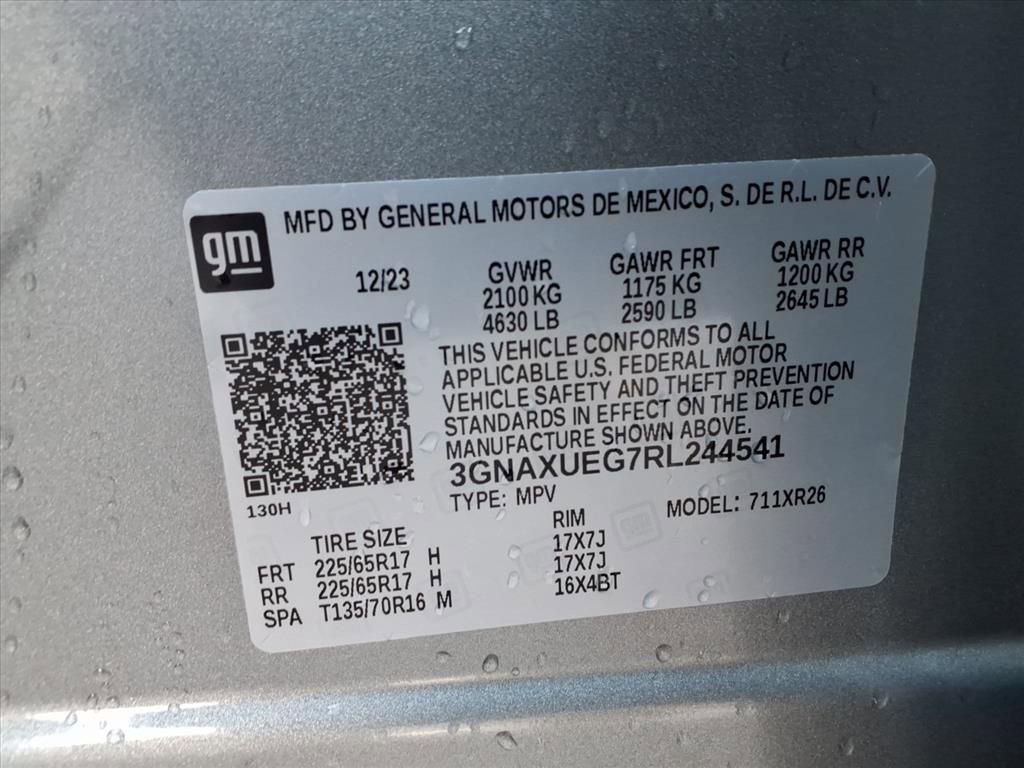 gm
MFD BY GENERAL MOTORS DE MEXICO, S. DE R.L. DE C.V.
12/23
GVWR
2100 KG
4630 LB
GAWR FRT
1175 KG
2590 LB
GAWR RR
1200 KG
2645 LB
THIS VEHICLE CONFORMS TO ALL
APPLICABLE U.S. FEDERAL MOTOR
VEHICLE SAFETY AND THEFT PREVENTION
STANDARDS IN EFFECT ON THE DATE OF
MANUFACTURE SHOWN ABOVE.
3GNAXUEG7RL244541
TYPE: MPV MODEL: 711XR26
130H
TIRE SIZE RIM
FRT 225/65R17 H 17X7J
RR 225/65R17 H 17X7J
SPA T135/70R16 M 16X4BT